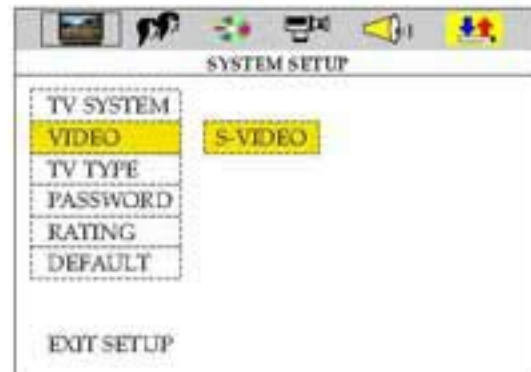 SYSTEM SETUP
TV SYSTEM
VIDEO S-VIDEO
TV TYPE
PASSWORD
RATING
DEFAULT
EXIT SETUP